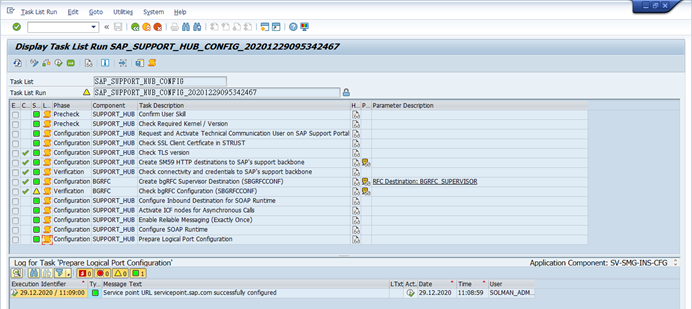 Task List Run Edit Goto Utilities System Help
Display Task List Run SAP_SUPPORT_HUB_CONFIG_20201229095342467
Task List SAP_SUPPORT_HUB_CONFIG
Task List Run SAP_SUPPORT_HUB_CONFIG_20201229095342467
E.. C.. S.. L.. Phase Component Task Description H.. P.. Parameter Description
Precheck SUPPORT_HUB Confirm User Skill
Precheck SUPPORT_HUB Check Required Kernel / Version
Configuration SUPPORT_HUB Request and Activate Technical Communication User on SAP Support Portal
Configuration SUPPORT_HUB Check SSL Client Certificate in STRUST
Configuration SUPPORT_HUB Check TLS version
Configuration SUPPORT_HUB Create SM59 HTTP destinations to SAP's support backbone
Verification SUPPORT_HUB Check connectivity and credentials to SAP's support backbone
Configuration BGRFC Create bgRFC Supervisor Destination (SBGRFCCONF) RFC Destination: BGRFC_SUPERVISOR
Verification BGRFC Check bgRFC Configuration (SBGRFCCONF)
Configuration SUPPORT_HUB Configure Inbound Destination for SOAP Runtime
Configuration SUPPORT_HUB Activate ICF nodes for Asynchronous Calls
Configuration SUPPORT_HUB Enable Reliable Messaging (Exactly Once)
Configuration SUPPORT_HUB Configure SOAP Runtime
Configuration SUPPORT_HUB Prepare Logical Port Configuration
Log for Task 'Prepare Logical Port Configuration' Application Component: SV-SMG-INS-CFG
0 0 0 1
Execution Identifier Ty.. Message Text LTxt Act.. Date Time User
29.12.2020 / 11:09:00 Service point URL servicepoint.sap.com successfully configured 29.12.2020 11:08:59 SOLMAN_ADM...